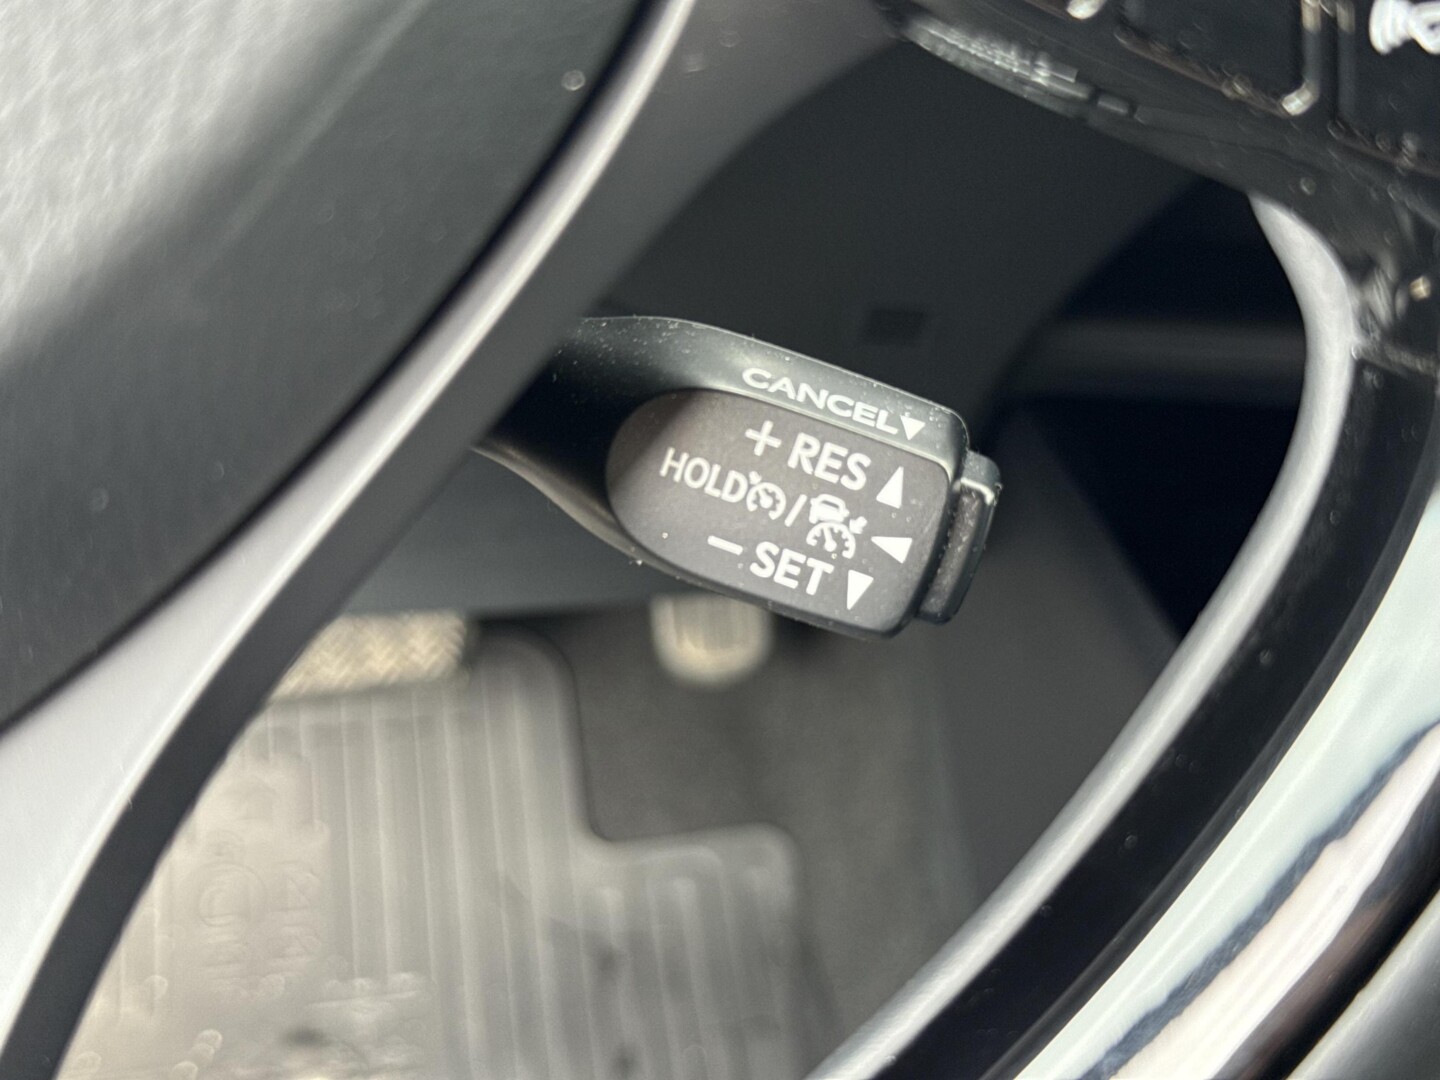 CANCEL▼
+ RES ▲
HOLD / ◀
− SET ▼